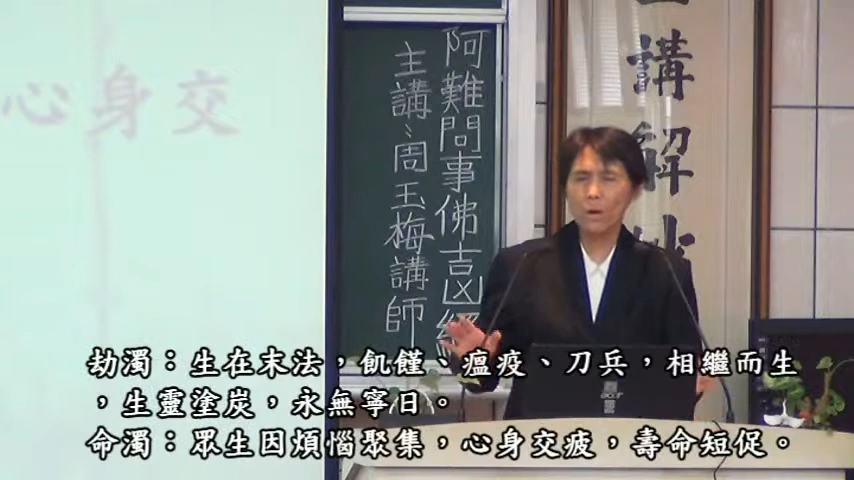 心身交
阿難問事佛吉凶經
主講：周玉梅講師
講解
acer
劫濁：生在末法，飢饉、瘟疫、刀兵，相繼而生
，生靈塗炭，永無寧日。
命濁：眾生因煩惱聚集，心身交疲，壽命短促。